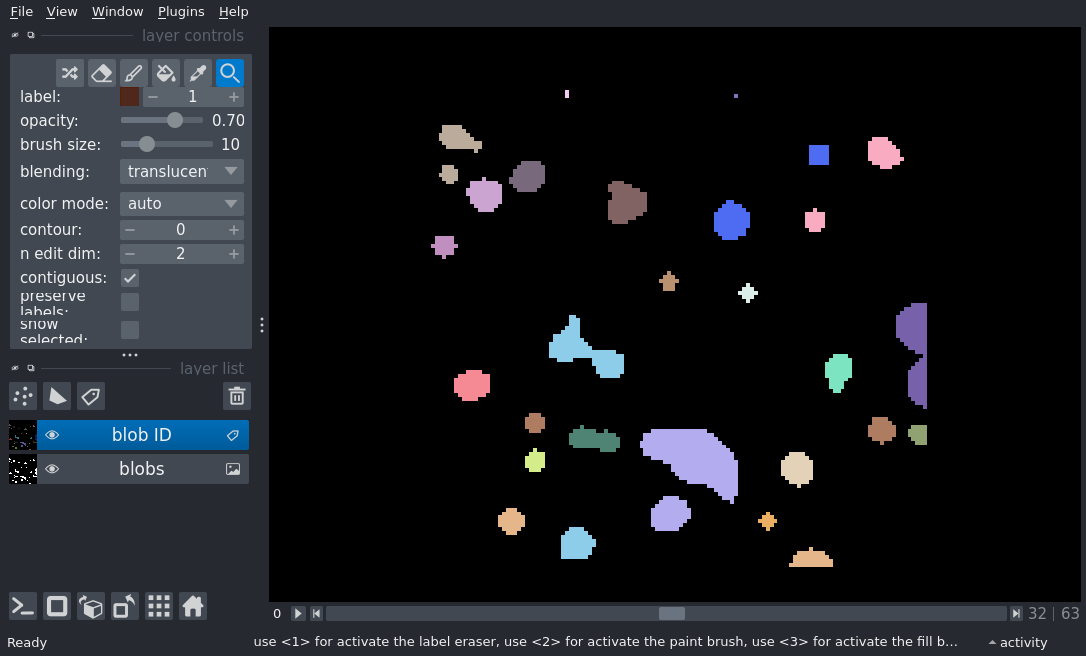 File View Window Plugins Help
layer controls
label: 1
opacity: 0.70
brush size: 10
blending: translucen
color mode: auto
contour: 0
n edit dim: 2
contiguous:
preserve
labels:
show
selected:
layer list
blob ID
blobs
0 32 | 63
Ready use <1> for activate the label eraser, use <2> for activate the paint brush, use <3> for activate the fill b... activity